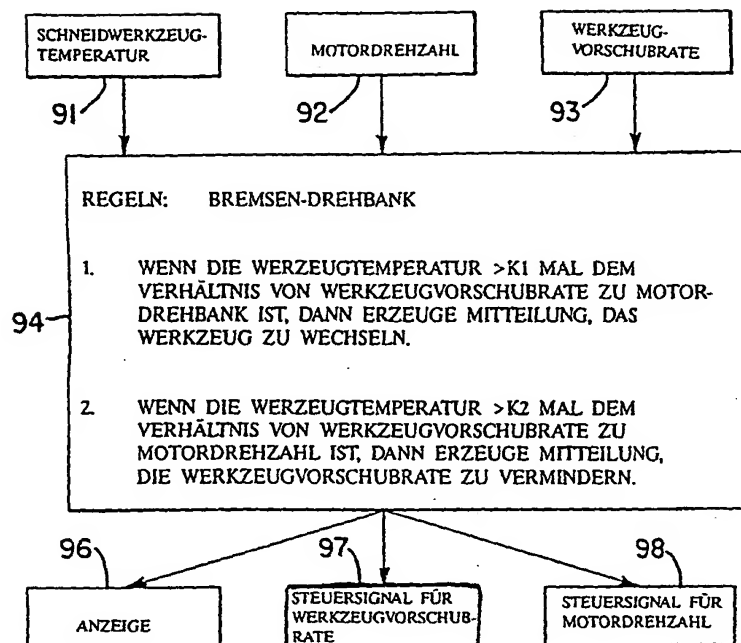 SCHNEIDWERKZEUG-
TEMPERATUR
MOTORDREHZAHL
WERKZEUG-
VORSCHUBRATE
91
92
93
REGELN: BREMSEN-DREHBANK
1. WENN DIE WERZEUGTEMPERATUR >K1 MAL DEM
VERHÄLTNIS VON WERKZEUGVORSCHUBRATE ZU MOTOR-
DREHBANK IST, DANN ERZEUGE MITTEILUNG, DAS
WERKZEUG ZU WECHSELN.
94
2. WENN DIE WERZEUGTEMPERATUR >K2 MAL DEM
VERHÄLTNIS VON WERKZEUGVORSCHUBRATE ZU
MOTORDREHZAHL IST, DANN ERZEUGE MITTEILUNG,
DIE WERKZEUGVORSCHUBRATE ZU VERMINDERN.
96
97
98
ANZEIGE
STEUERSIGNAL FÜR
WERKZEUGVORSCHUB-
RATE
STEUERSIGNAL FÜR
MOTORDREHZAHL